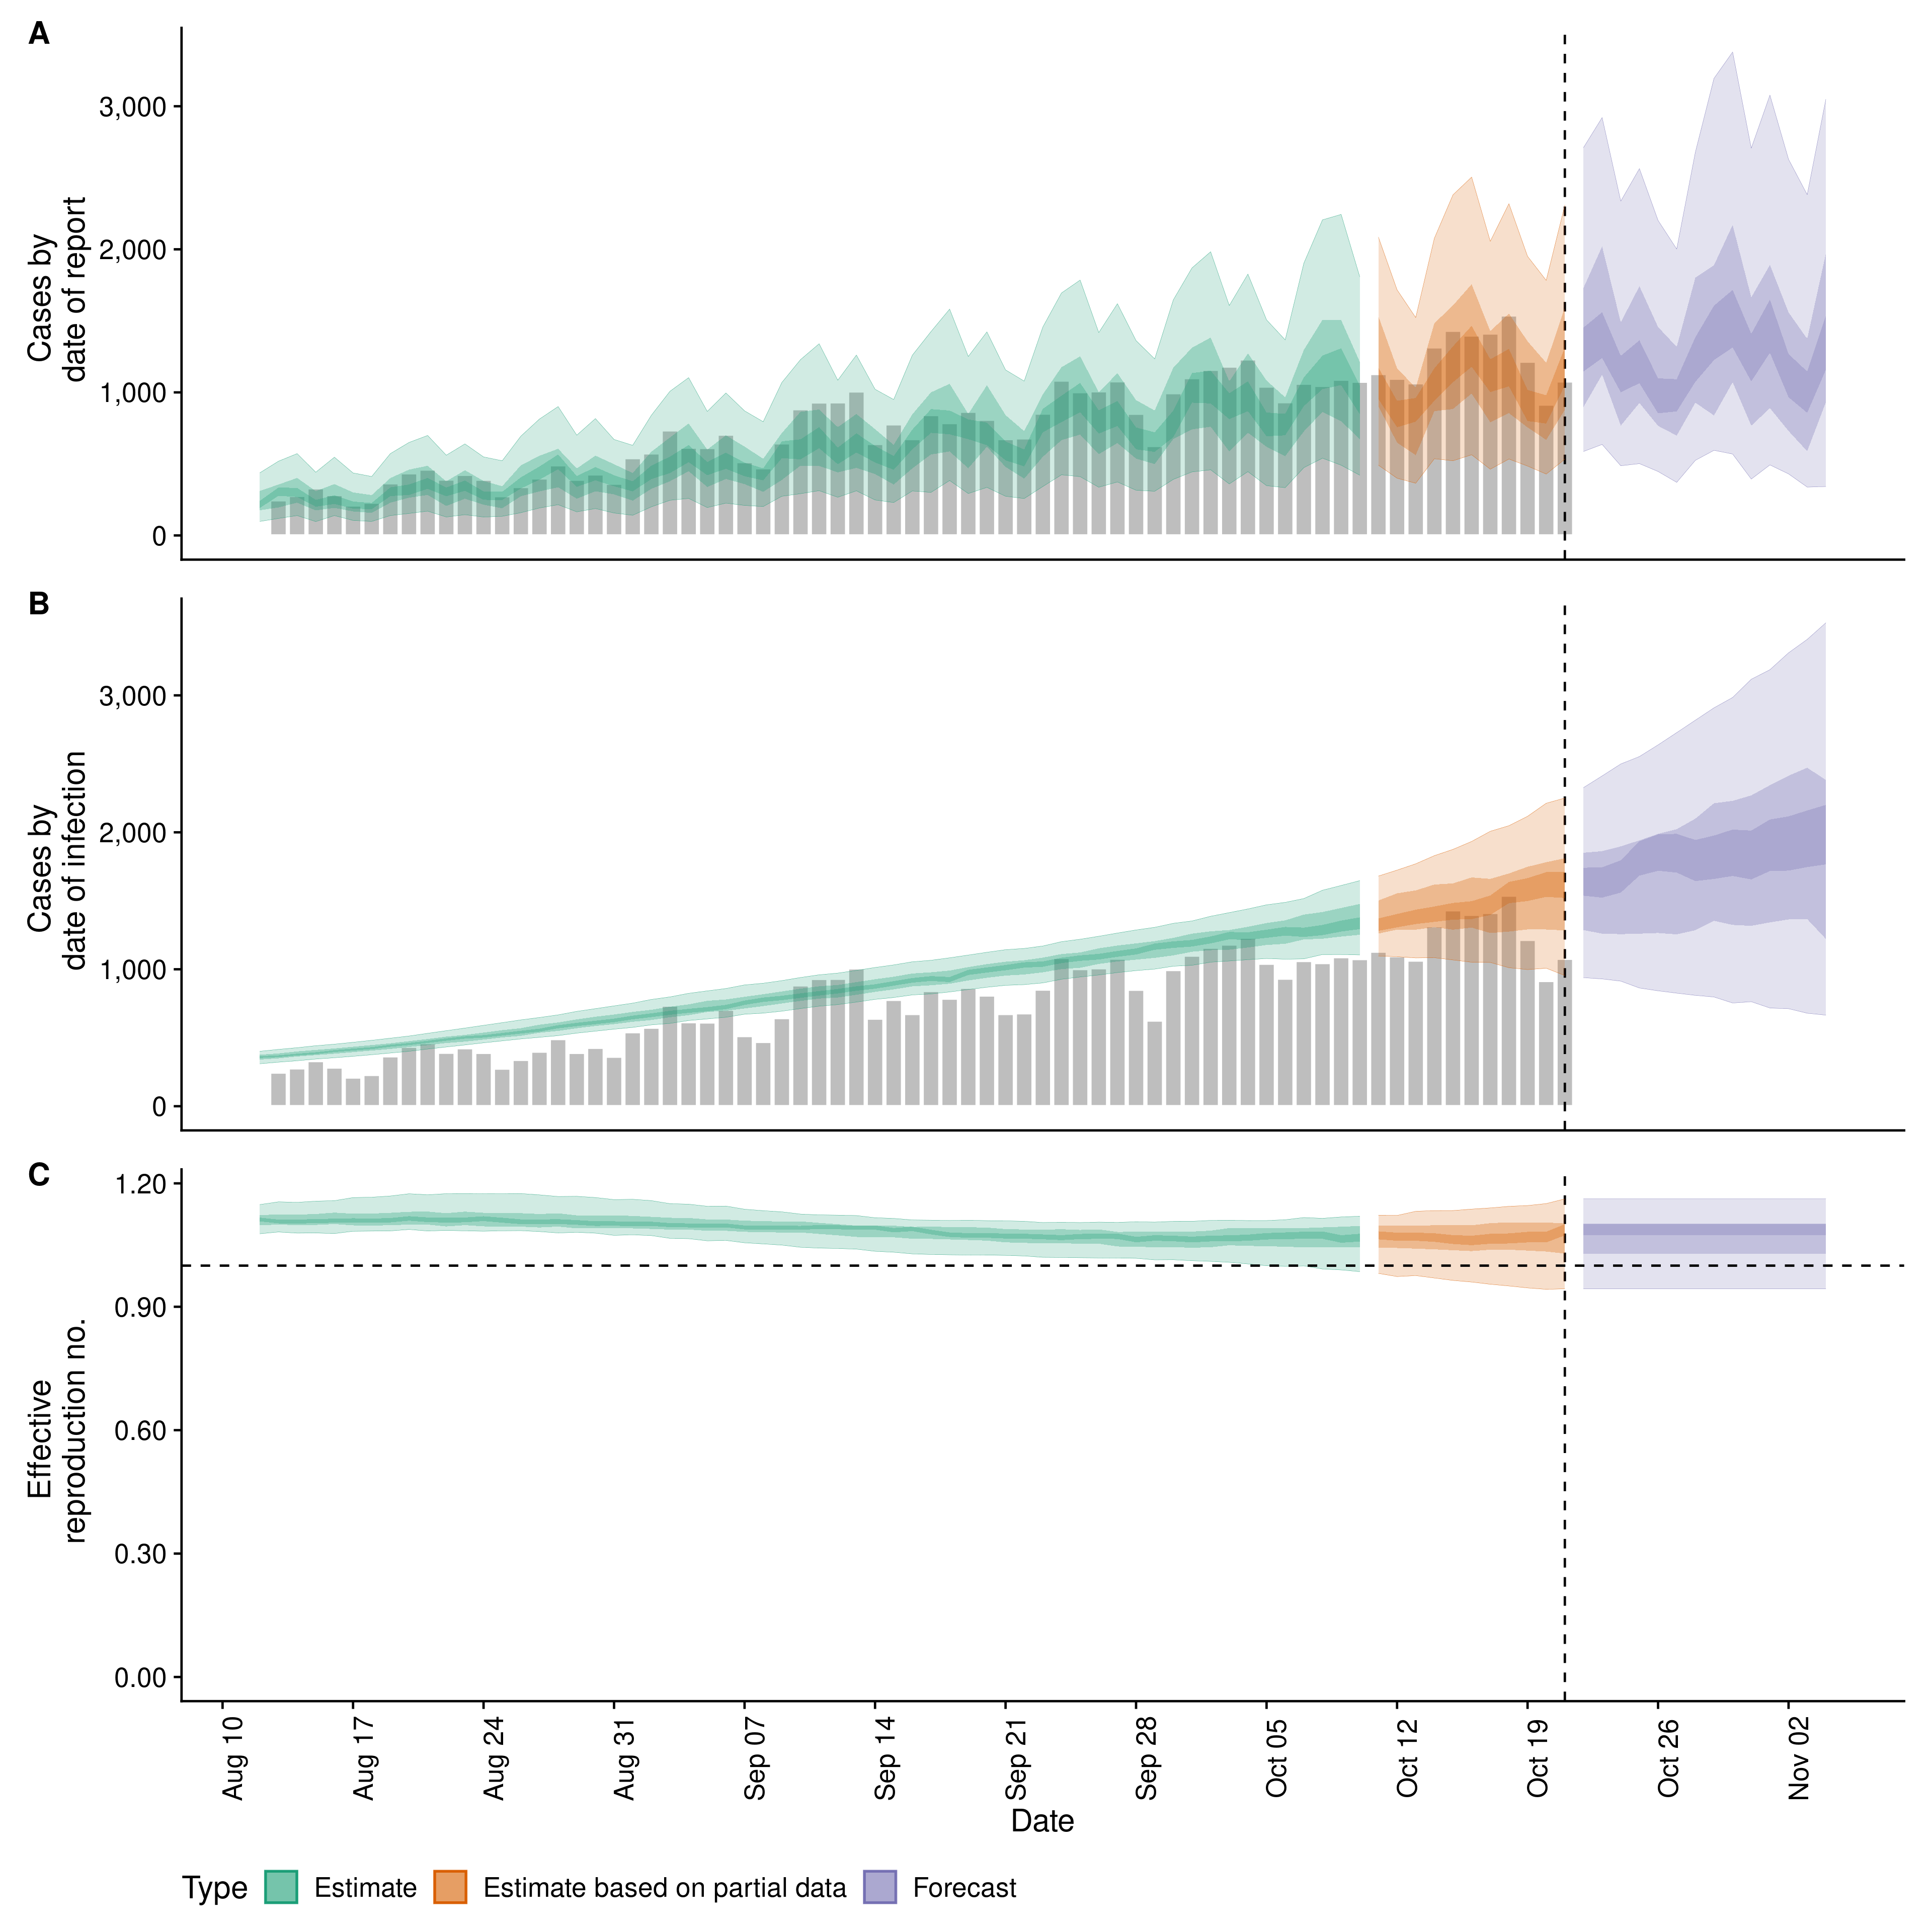 A
Cases by
date of report
3,000
2,000
1,000
0
B
Cases by
date of infection
3,000
2,000
1,000
0
C
Effective
reproduction no.
1.20
0.90
0.60
0.30
0.00
Aug 10
Aug 17
Aug 24
Aug 31
Sep 07
Sep 14
Sep 21
Sep 28
Oct 05
Oct 12
Oct 19
Oct 26
Nov 02
Date
Type Estimate Estimate based on partial data Forecast